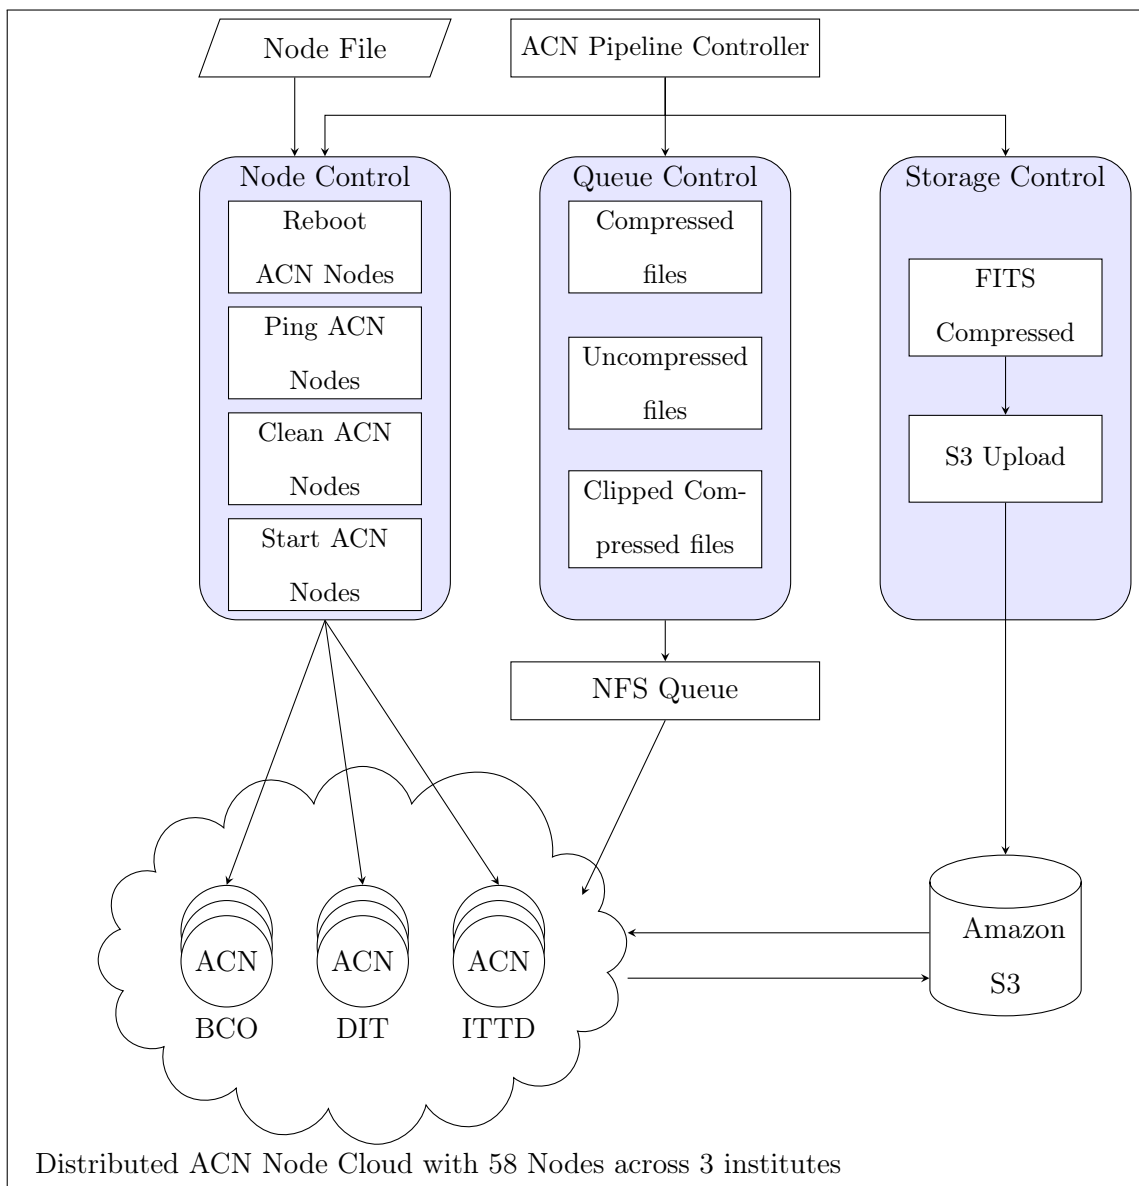 Node File
ACN Pipeline Controller
Node Control
Reboot
ACN Nodes
Ping ACN
Nodes
Clean ACN
Nodes
Start ACN
Nodes
Queue Control
Compressed
files
Uncompressed
files
Clipped Com-
pressed files
Storage Control
FITS
Compressed
S3 Upload
NFS Queue
ACN
BCO
ACN
DIT
ACN
ITTD
Amazon
S3
Distributed ACN Node Cloud with 58 Nodes across 3 institutes